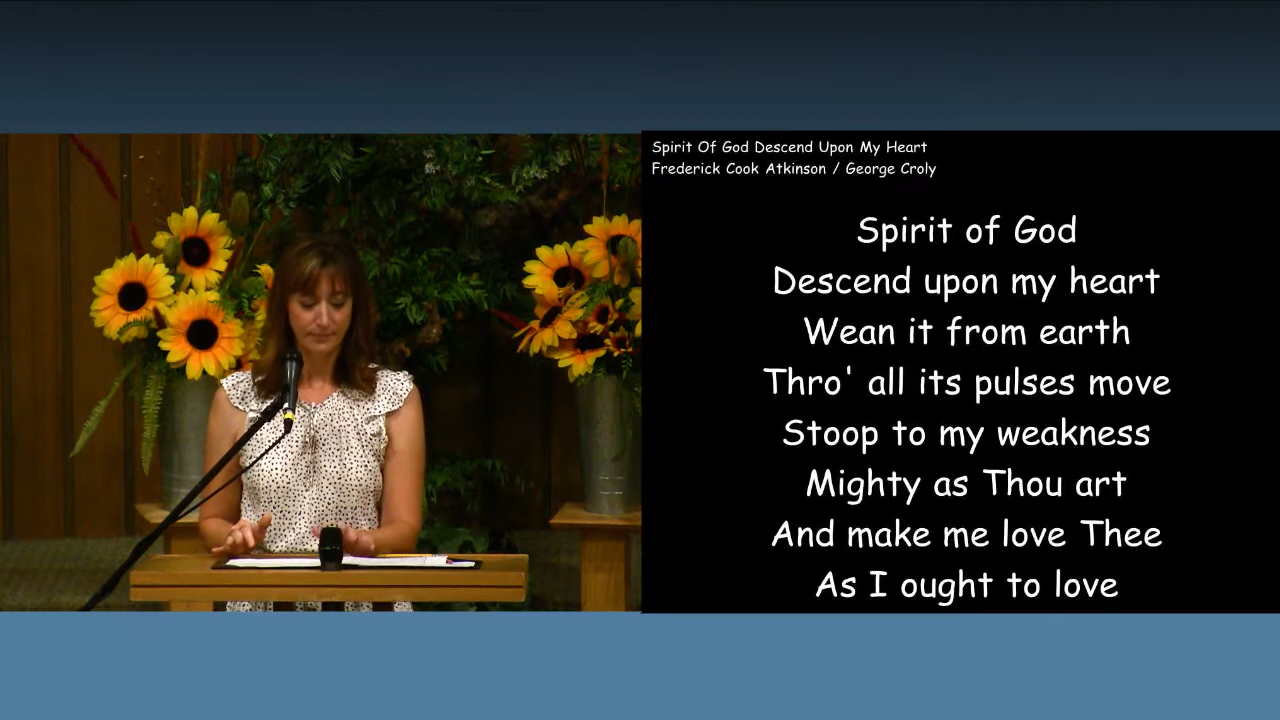 Spirit Of God Descend Upon My Heart
Frederick Cook Atkinson / George Croly
Spirit of God
Descend upon my heart
Wean it from earth
Thro' all its pulses move
Stoop to my weakness
Mighty as Thou art
And make me love Thee
As I ought to love